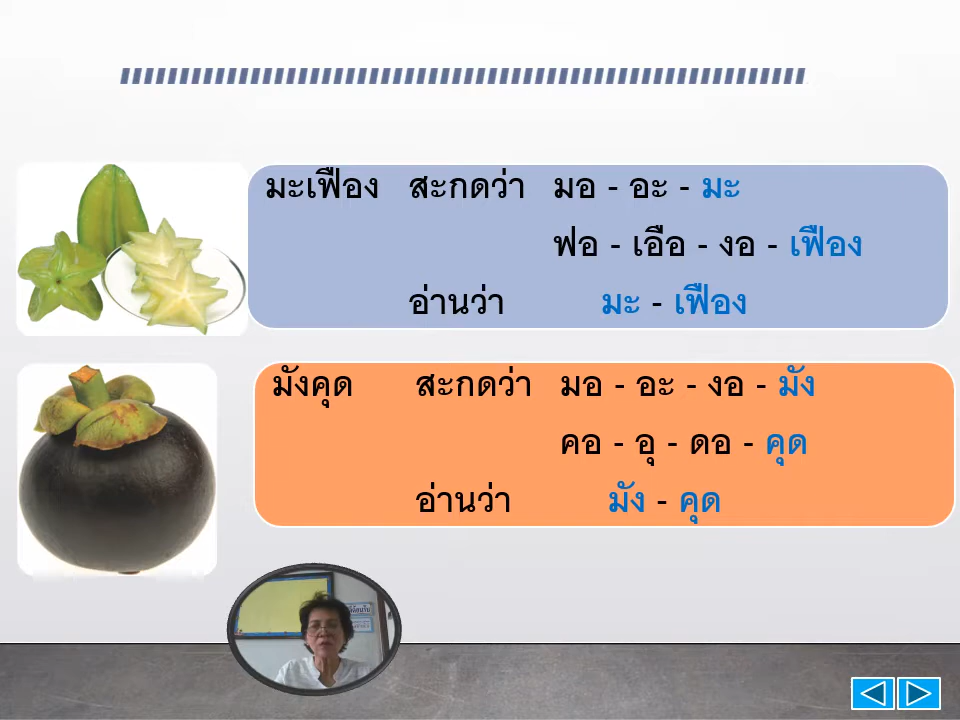 มะเฟือง สะกดว่า มอ - อะ - มะ
ฟอ - เอือ - งอ - เฟือง
อ่านว่า มะ - เฟือง
มังคุด สะกดว่า มอ - อะ - งอ - มัง
คอ - อุ - ดอ - คุด
อ่านว่า มัง - คุด